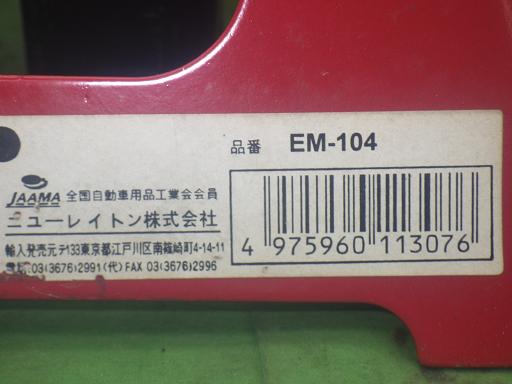 品番 EM-104
JAAMA 全国自動車用品工業会会員
ニューレイトン株式会社
輸入発売元〒133東京都江戸川区南篠崎町4-14-11
電話.03(3676)2991(代)FAX 03(3676)2996
4 975960 113076